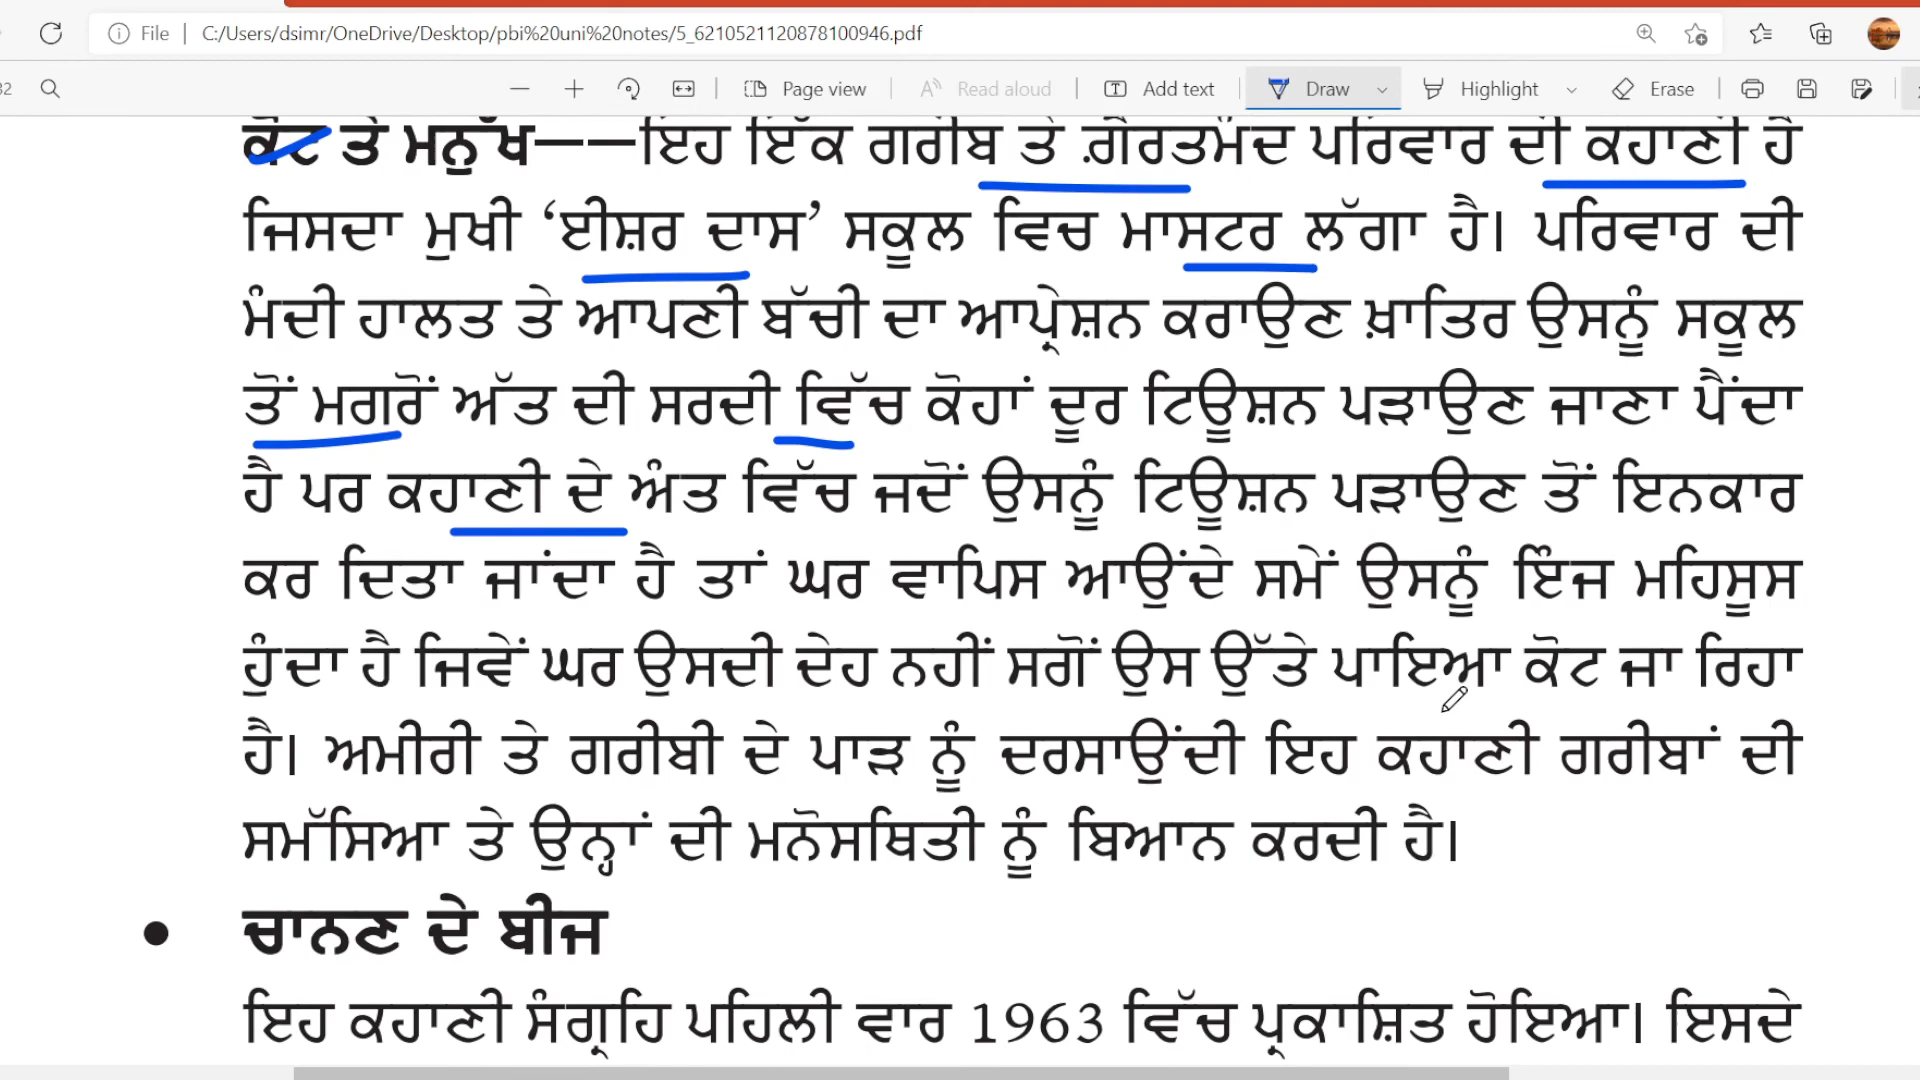 File | C:/Users/dsimr/OneDrive/Desktop/pbi%20uni%20notes/5_6210521120878100946.pdf
Page view Read aloud Add text Draw Highlight Erase
ਕੋਟ ਤੇ ਮਨੁੱਖ——ਇਹ ਇੱਕ ਗਰੀਬ ਤੇ ਗ਼ੈਰਤਮੰਦ ਪਰਿਵਾਰ ਦੀ ਕਹਾਣੀ ਹੈ
ਜਿਸਦਾ ਮੁਖੀ ‘ਈਸ਼ਰ ਦਾਸ’ ਸਕੂਲ ਵਿਚ ਮਾਸਟਰ ਲੱਗਾ ਹੈ। ਪਰਿਵਾਰ ਦੀ
ਮੰਦੀ ਹਾਲਤ ਤੇ ਆਪਣੀ ਬੱਚੀ ਦਾ ਆਪ੍ਰੇਸ਼ਨ ਕਰਾਉਣ ਖ਼ਾਤਿਰ ਉਸਨੂੰ ਸਕੂਲ
ਤੋਂ ਮਗਰੋਂ ਅੱਤ ਦੀ ਸਰਦੀ ਵਿੱਚ ਕੋਹਾਂ ਦੂਰ ਟਿਊਸ਼ਨ ਪੜਾਉਣ ਜਾਣਾ ਪੈਂਦਾ
ਹੈ ਪਰ ਕਹਾਣੀ ਦੇ ਅੰਤ ਵਿੱਚ ਜਦੋਂ ਉਸਨੂੰ ਟਿਊਸ਼ਨ ਪੜਾਉਣ ਤੋਂ ਇਨਕਾਰ
ਕਰ ਦਿਤਾ ਜਾਂਦਾ ਹੈ ਤਾਂ ਘਰ ਵਾਪਿਸ ਆਉਂਦੇ ਸਮੇਂ ਉਸਨੂੰ ਇੰਜ ਮਹਿਸੂਸ
ਹੁੰਦਾ ਹੈ ਜਿਵੇਂ ਘਰ ਉਸਦੀ ਦੇਹ ਨਹੀਂ ਸਗੋਂ ਉਸ ਉੱਤੇ ਪਾਇਆ ਕੋਟ ਜਾ ਰਿਹਾ
ਹੈ। ਅਮੀਰੀ ਤੇ ਗਰੀਬੀ ਦੇ ਪਾੜ ਨੂੰ ਦਰਸਾਉਂਦੀ ਇਹ ਕਹਾਣੀ ਗਰੀਬਾਂ ਦੀ
ਸਮੱਸਿਆ ਤੇ ਉਨ੍ਹਾਂ ਦੀ ਮਨੋਸਥਿਤੀ ਨੂੰ ਬਿਆਨ ਕਰਦੀ ਹੈ।
• ਚਾਨਣ ਦੇ ਬੀਜ
ਇਹ ਕਹਾਣੀ ਸੰਗ੍ਰਹਿ ਪਹਿਲੀ ਵਾਰ 1963 ਵਿੱਚ ਪ੍ਰਕਾਸ਼ਿਤ ਹੋਇਆ। ਇਸਦੇ